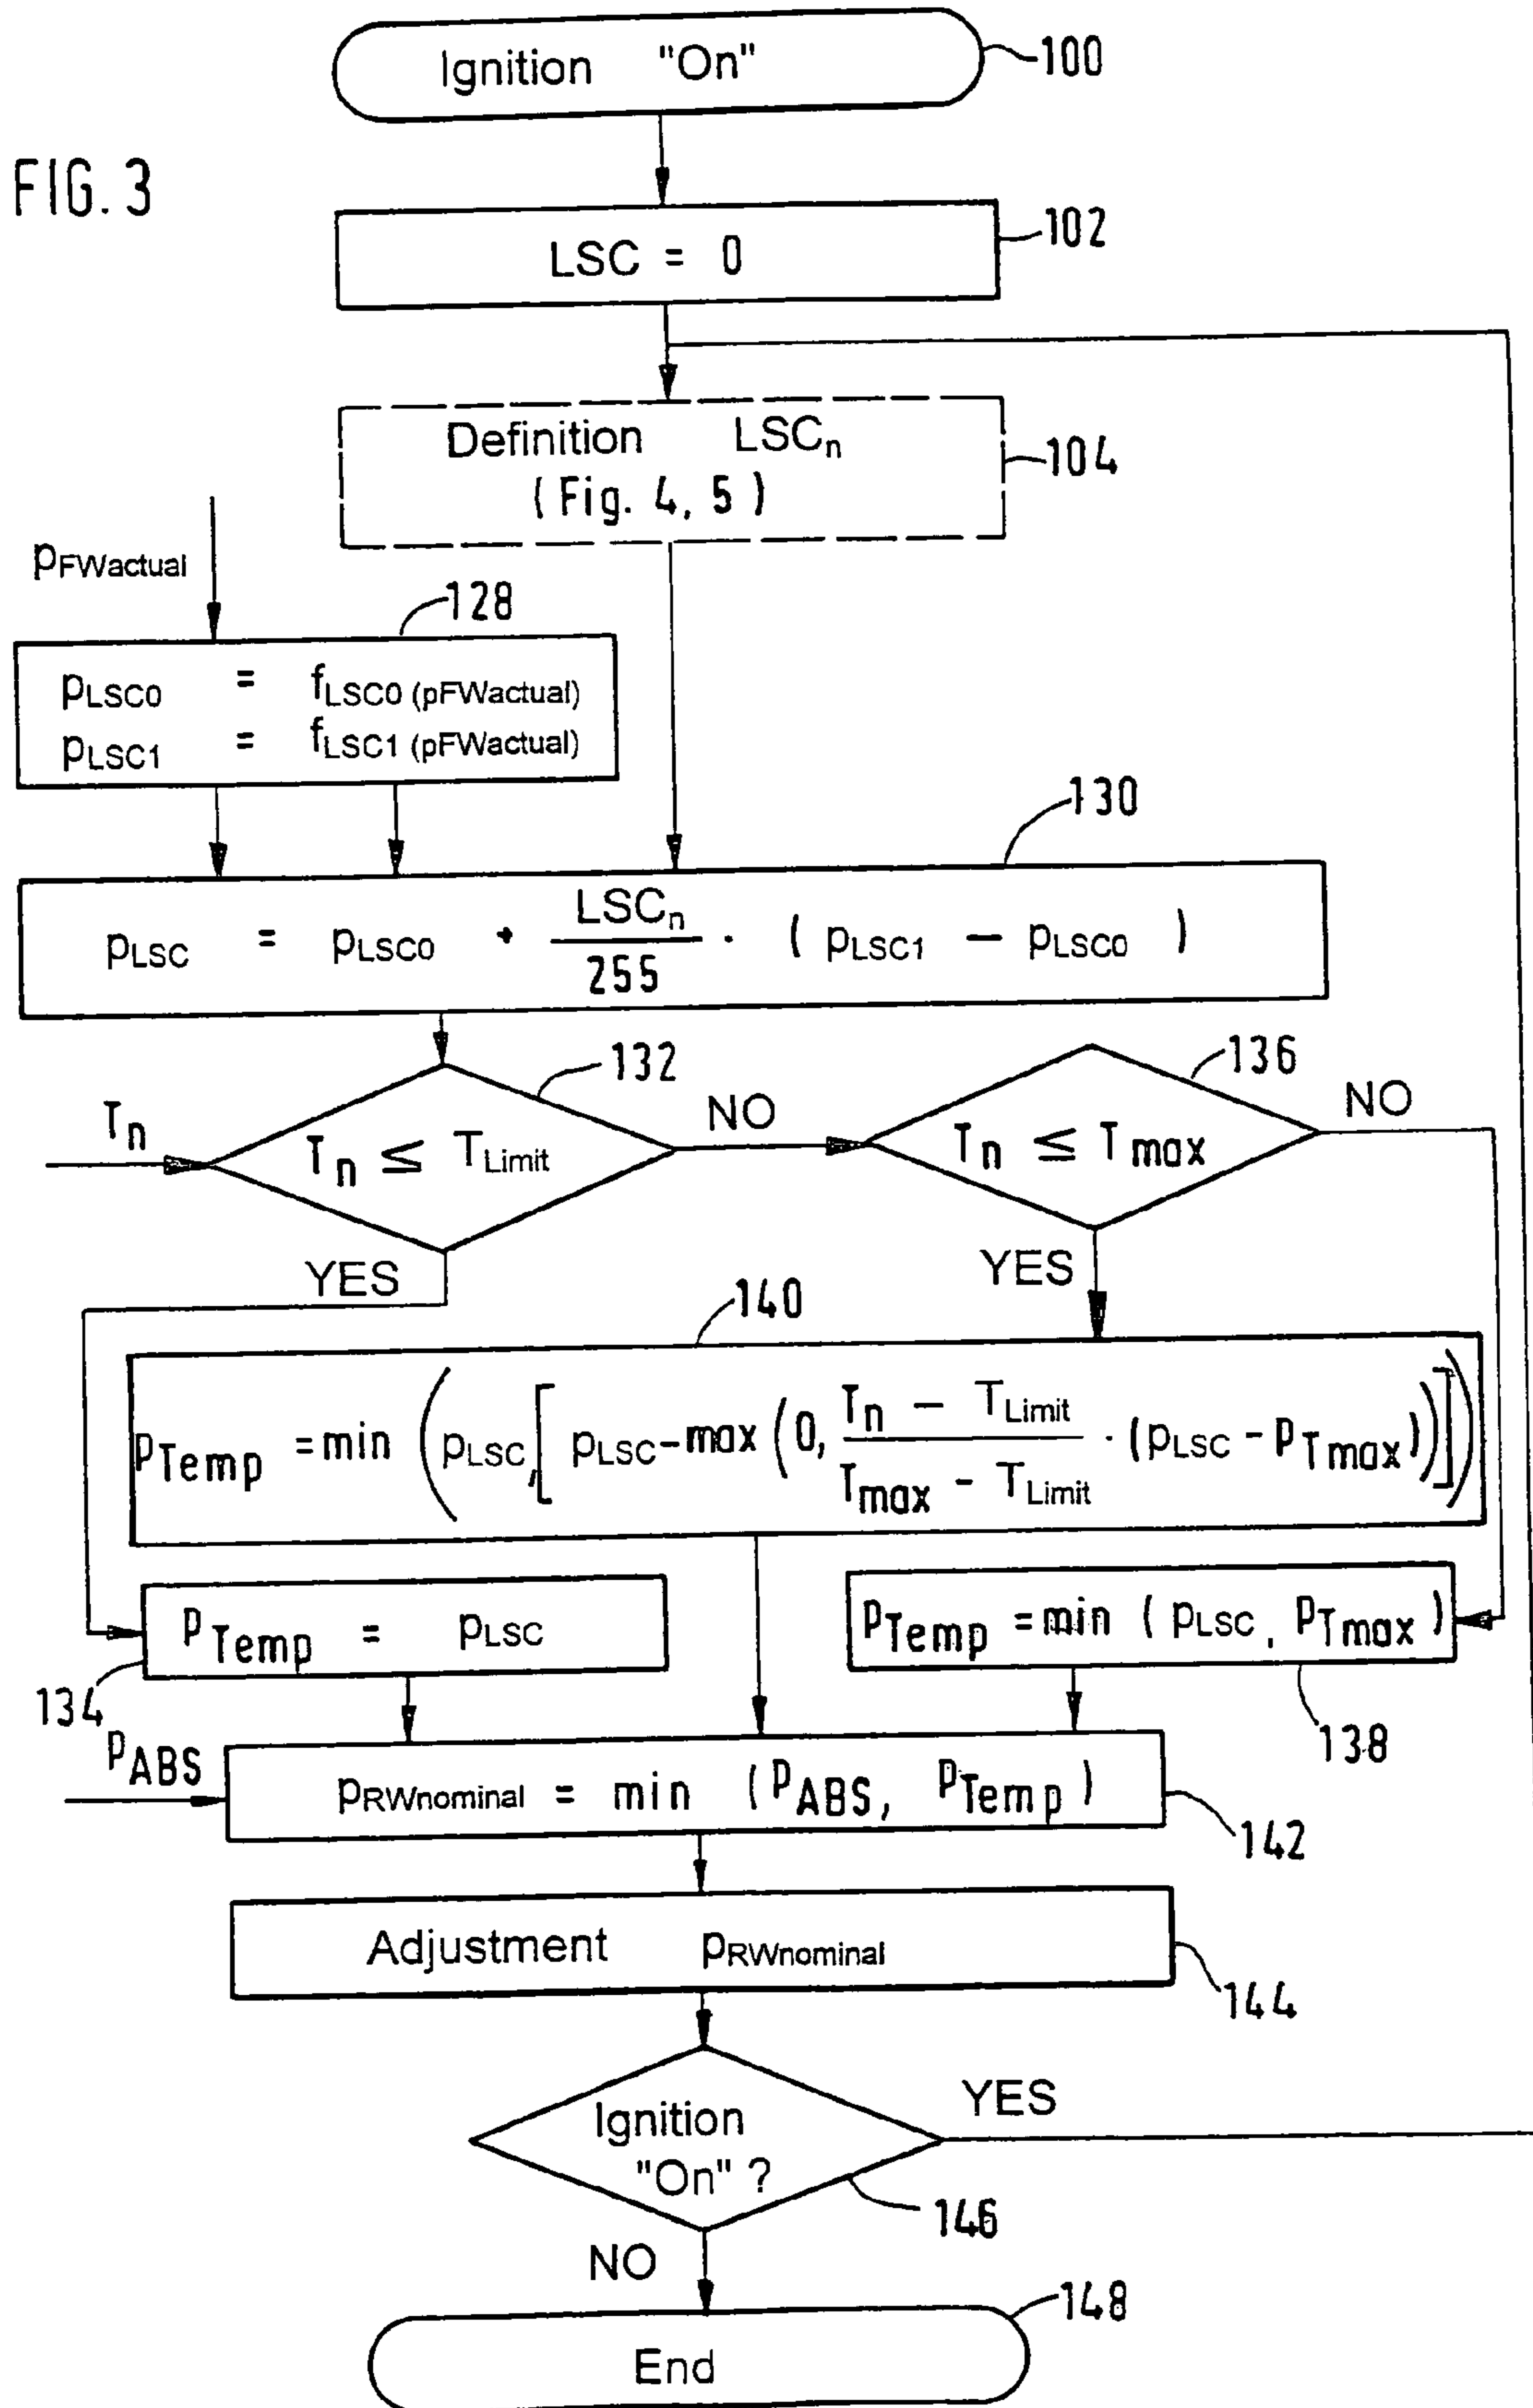 Ignition "On"
100
FIG. 3
LSC = 0
102
Definition LSCn
(Fig. 4, 5)
104
pFWactual
128
pLSC0 = fLSC0 (pFWactual)
pLSC1 = fLSC1 (pFWactual)
130
pLSC = pLSC0 + LSCn / 255 · ( pLSC1 – pLSC0 )
132
136
Tn
Tn ≤ TLimit
NO
Tn ≤ Tmax
NO
YES
YES
140
PTemp = min ( pLSC, [ pLSC – max ( 0, Tn – TLimit / Tmax – TLimit · (pLSC - PTmax) ) ] )
PTemp = pLSC
PTemp = min ( pLSC, PTmax )
134
138
PABS
pRWnominal = min (PABS, PTemp)
142
Adjustment pRWnominal
144
Ignition
"On" ?
YES
146
NO
148
End